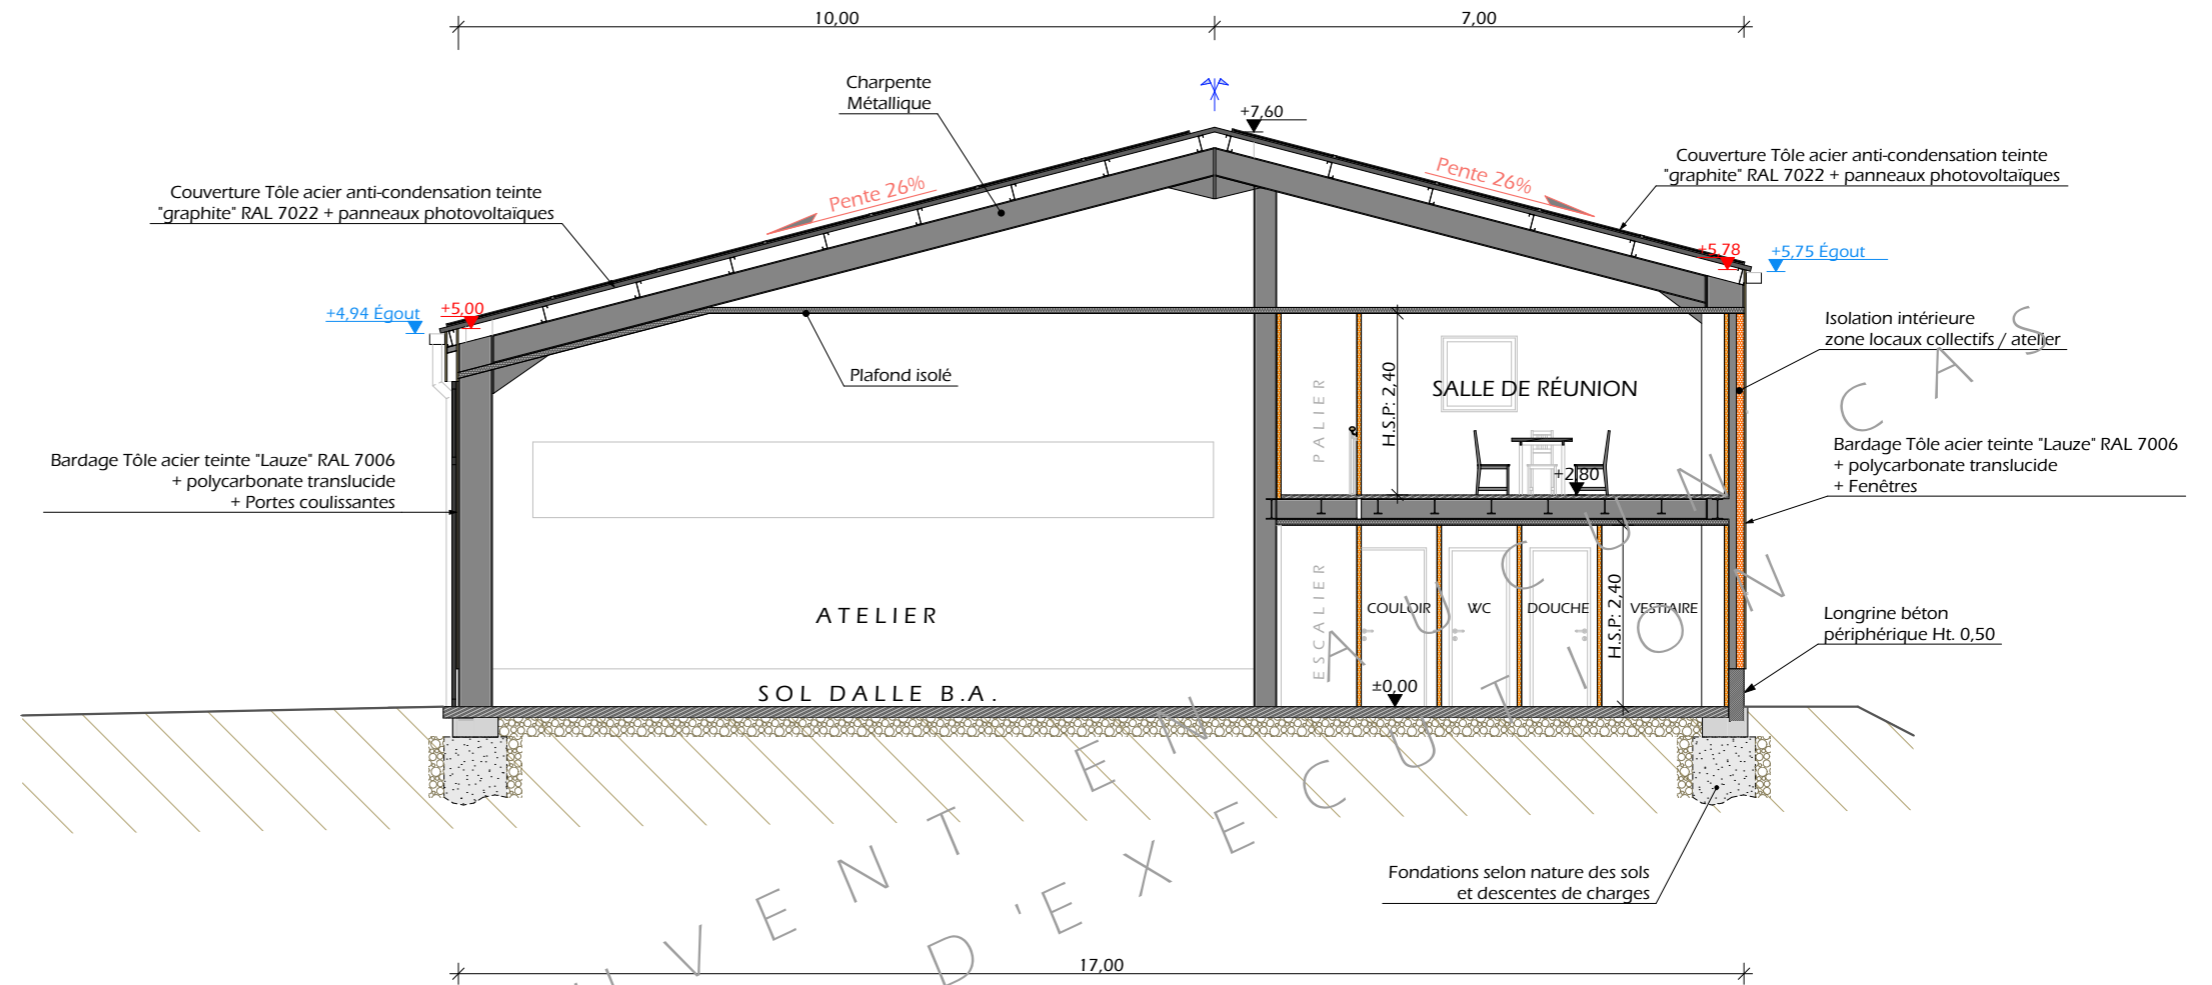 10,00
7,00
Charpente
Métallique
+7,60
Pente 26%
Pente 26%
Couverture Tôle acier anti-condensation teinte
"graphite" RAL 7022 + panneaux photovoltaïques
Couverture Tôle acier anti-condensation teinte
"graphite" RAL 7022 + panneaux photovoltaïques
+4,94 Égout
+5,00
+5,78
+5,75 Égout
Plafond isolé
Isolation intérieure
zone locaux collectifs / atelier
PALIER
H.S.P: 2,40
SALLE DE RÉUNION
+2,80
Bardage Tôle acier teinte "Lauze" RAL 7006
+ polycarbonate translucide
+ Portes coulissantes
Bardage Tôle acier teinte "Lauze" RAL 7006
+ polycarbonate translucide
+ Fenêtres
ATELIER
ESCALIER
COULOIR
WC
DOUCHE
VESTIAIRE
H.S.P: 2,40
Longrine béton
périphérique Ht. 0,50
SOL DALLE B.A.
±0,00
Fondations selon nature des sols
et descentes de charges
17,00
VENT EN AUCUN CAS
D'EXECUTION